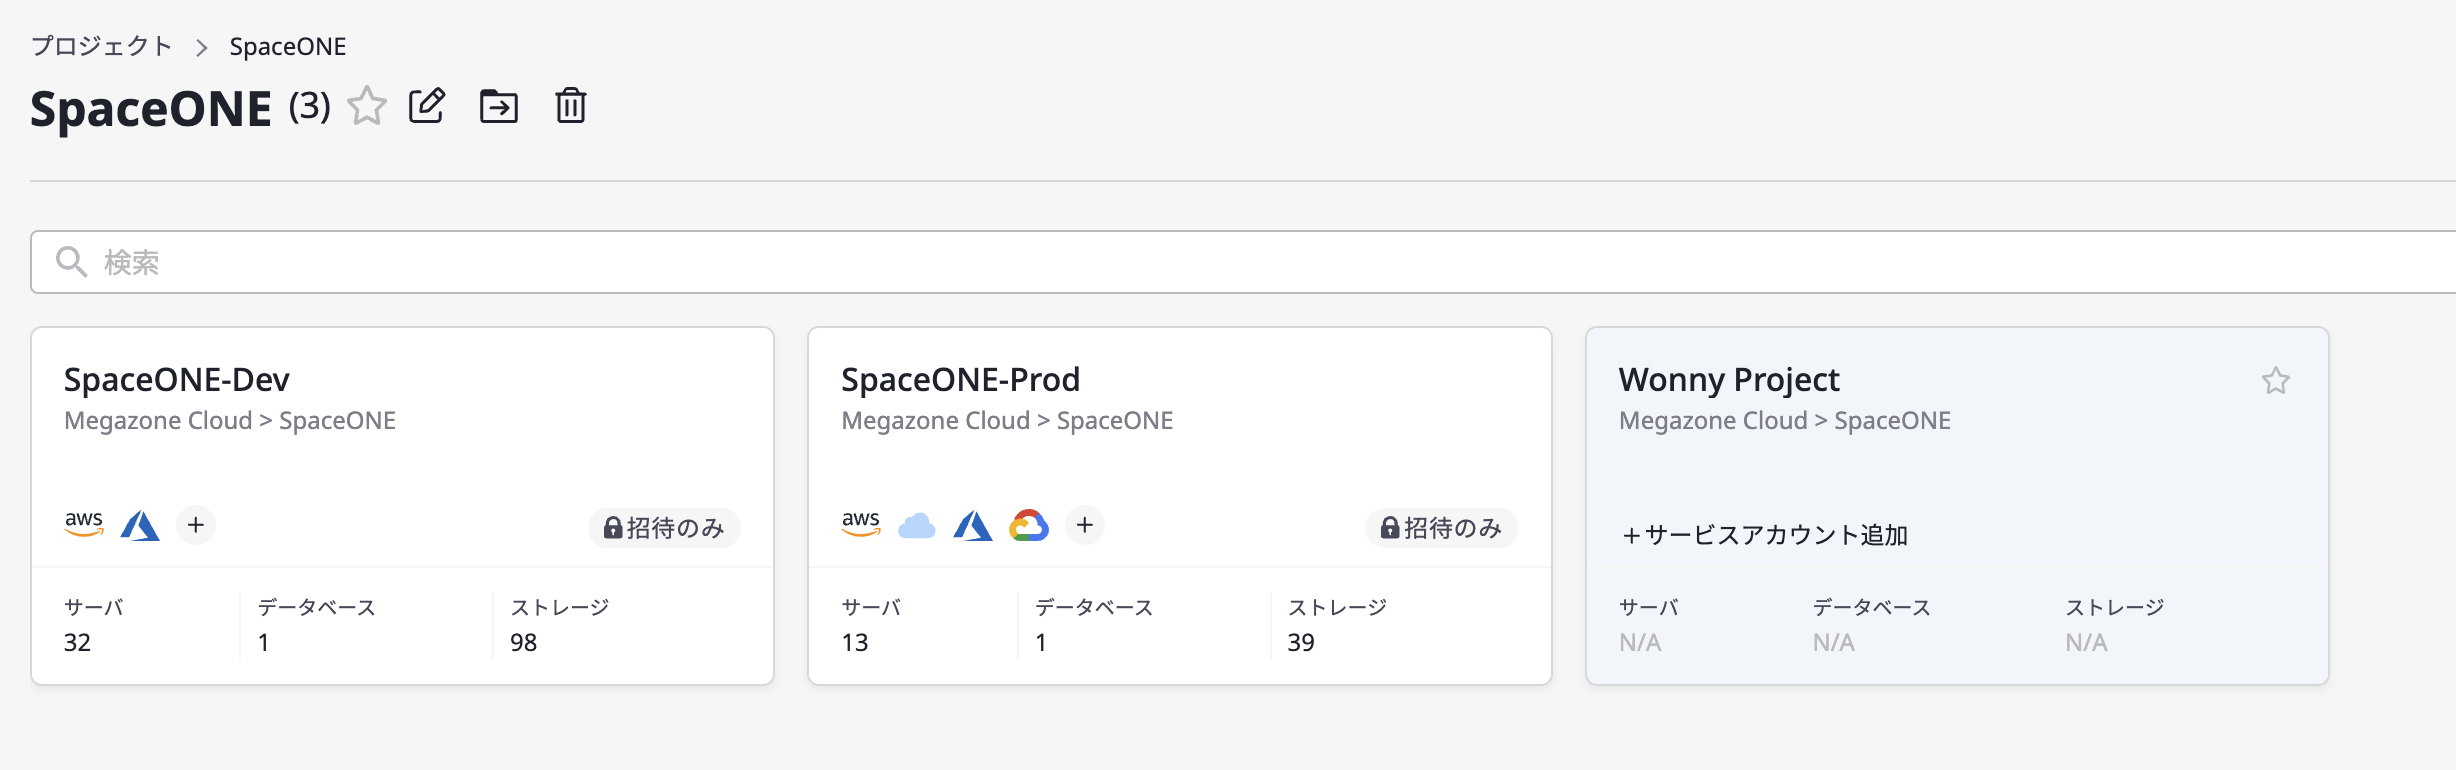 プロジェクト > SpaceONE
SpaceONE (3)
検索
SpaceONE-Dev
Megazone Cloud > SpaceONE
aws + 招待のみ
サーバ データベース ストレージ
32 1 98
SpaceONE-Prod
Megazone Cloud > SpaceONE
aws + 招待のみ
サーバ データベース ストレージ
13 1 39
Wonny Project
Megazone Cloud > SpaceONE
+サービスアカウント追加
サーバ データベース ストレージ
N/A N/A N/A